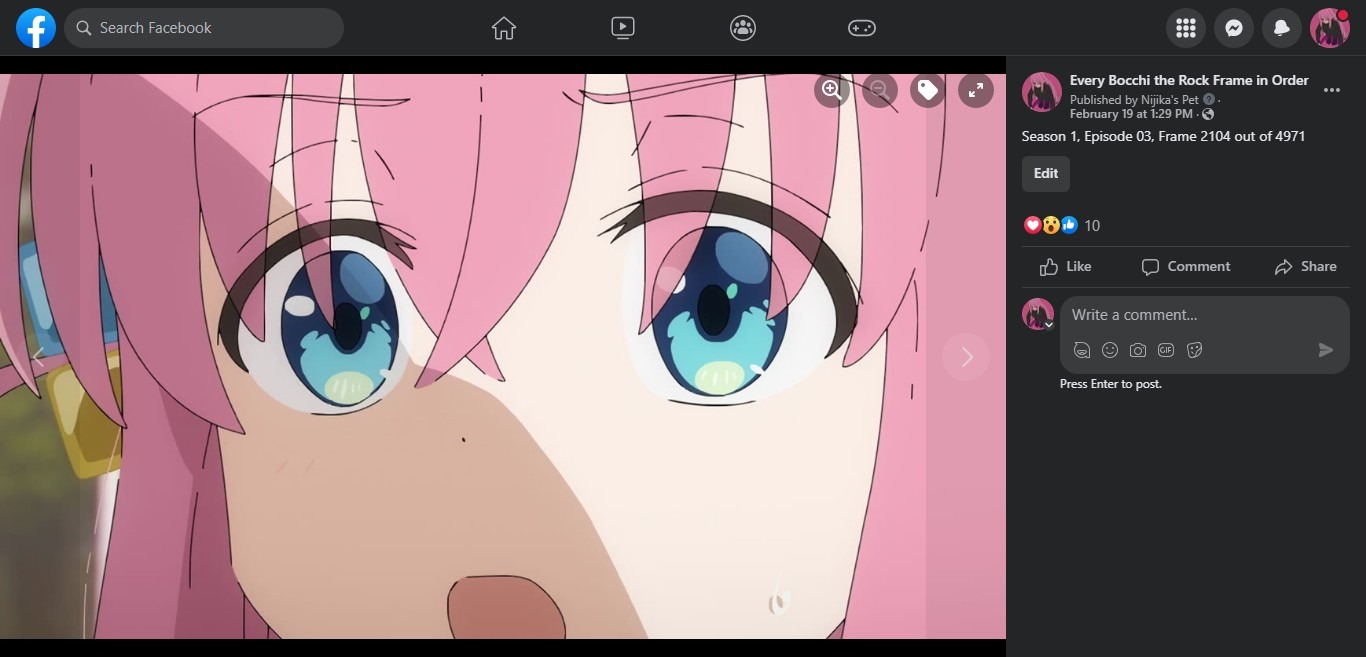 Search Facebook
Every Bocchi the Rock Frame in Order
Published by Nijika's Pet ·
February 19 at 1:29 PM ·
Season 1, Episode 03, Frame 2104 out of 4971
Edit
10
Like Comment Share
Write a comment...
GIF
Press Enter to post.